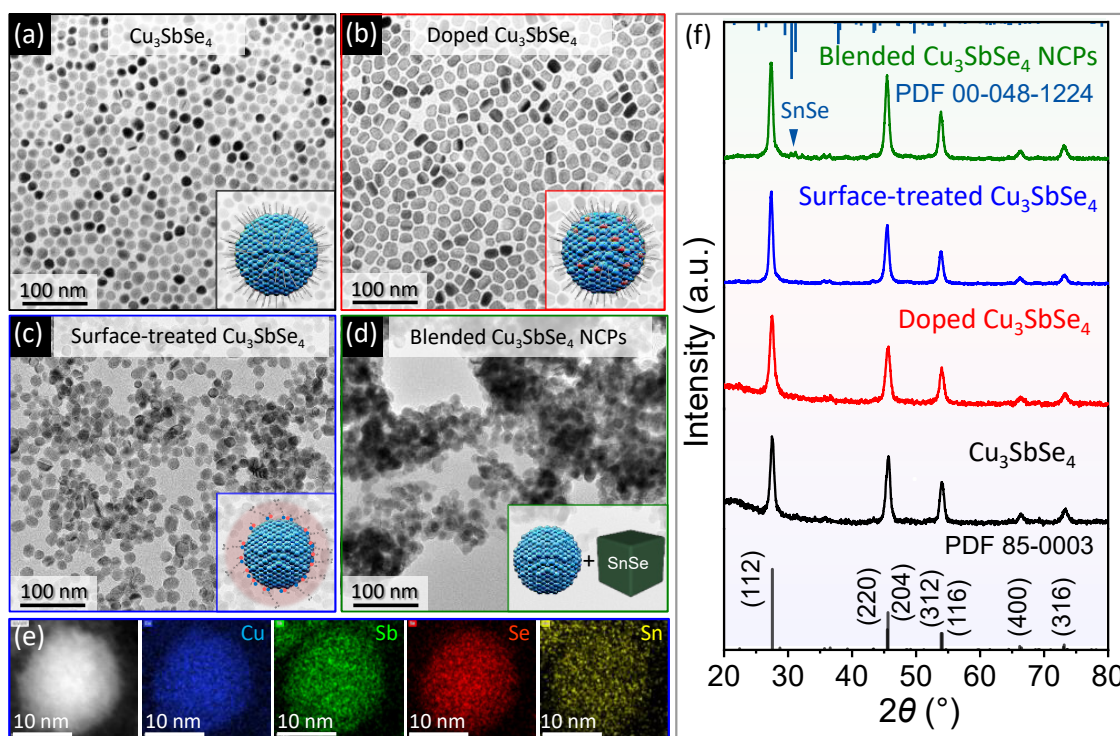 (a)
Cu₃SbSe₄
100 nm
(b)
Doped Cu₃SbSe₄
100 nm
(c)
Surface-treated Cu₃SbSe₄
100 nm
(d)
Blended Cu₃SbSe₄ NCPs
SnSe
+
100 nm
(e)
10 nm
Cu
10 nm
Sb
10 nm
Se
10 nm
Sn
10 nm
(f)
Blended Cu₃SbSe₄ NCPs
PDF 00-048-1224
SnSe
Surface-treated Cu₃SbSe₄
Doped Cu₃SbSe₄
Cu₃SbSe₄
PDF 85-0003
(112)
(220)
(204)
(312)
(116)
(400)
(316)
Intensity (a.u.)
20 30 40 50 60 70 80
2θ (°)